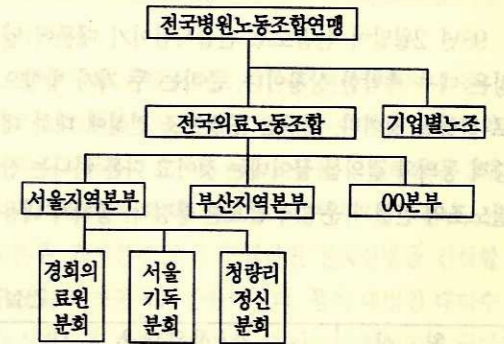 전국병원노동조합연맹
전국의료노동조합
기업별노조
서울지역본부
부산지역본부
00본부
경희의
료원
분회
서울
기독
분회
청량리
정신
분회